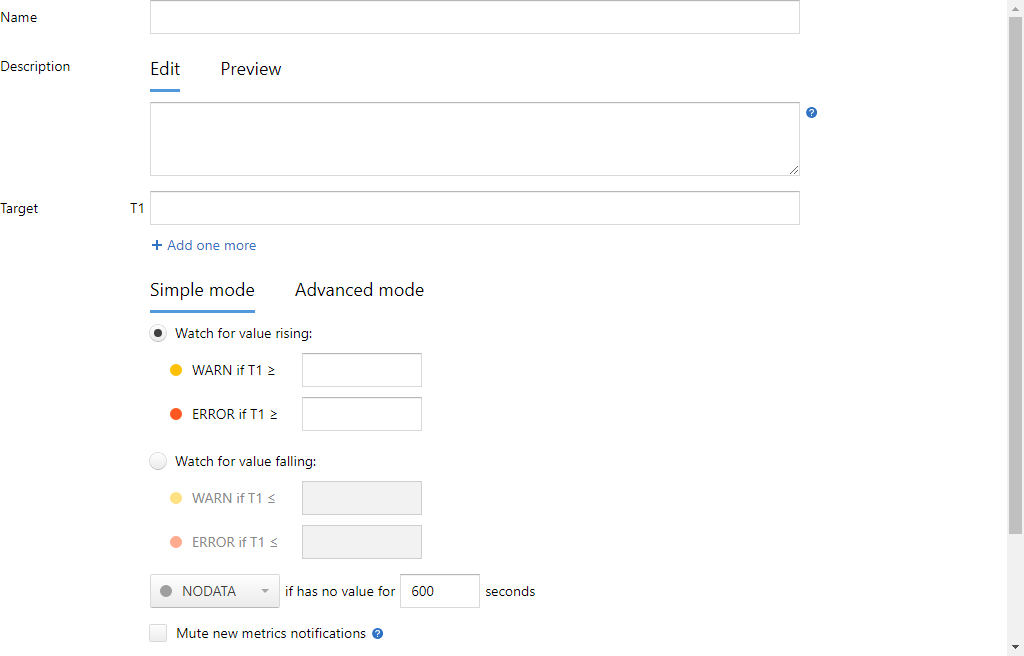 Name
Description
Edit Preview
?
Target T1
+ Add one more
Simple mode Advanced mode
Watch for value rising:
WARN if T1 ≥
ERROR if T1 ≥
Watch for value falling:
WARN if T1 ≤
ERROR if T1 ≤
NODATA if has no value for 600 seconds
Mute new metrics notifications ?